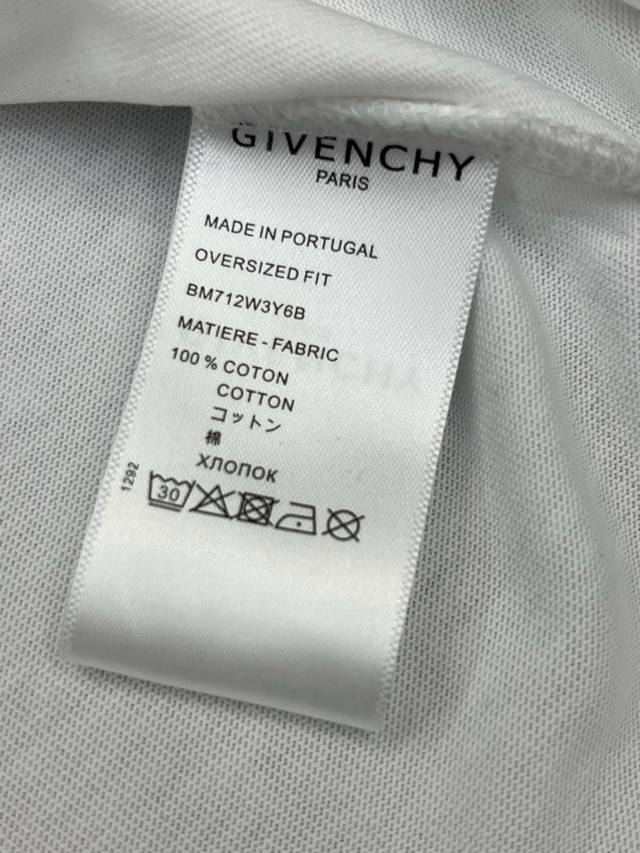 GIVENCHY
PARIS
MADE IN PORTUGAL
OVERSIZED FIT
BM712W3Y6B
MATIERE - FABRIC
100 % COTON
COTTON
コットン
棉
ХЛОПОК
1292
30